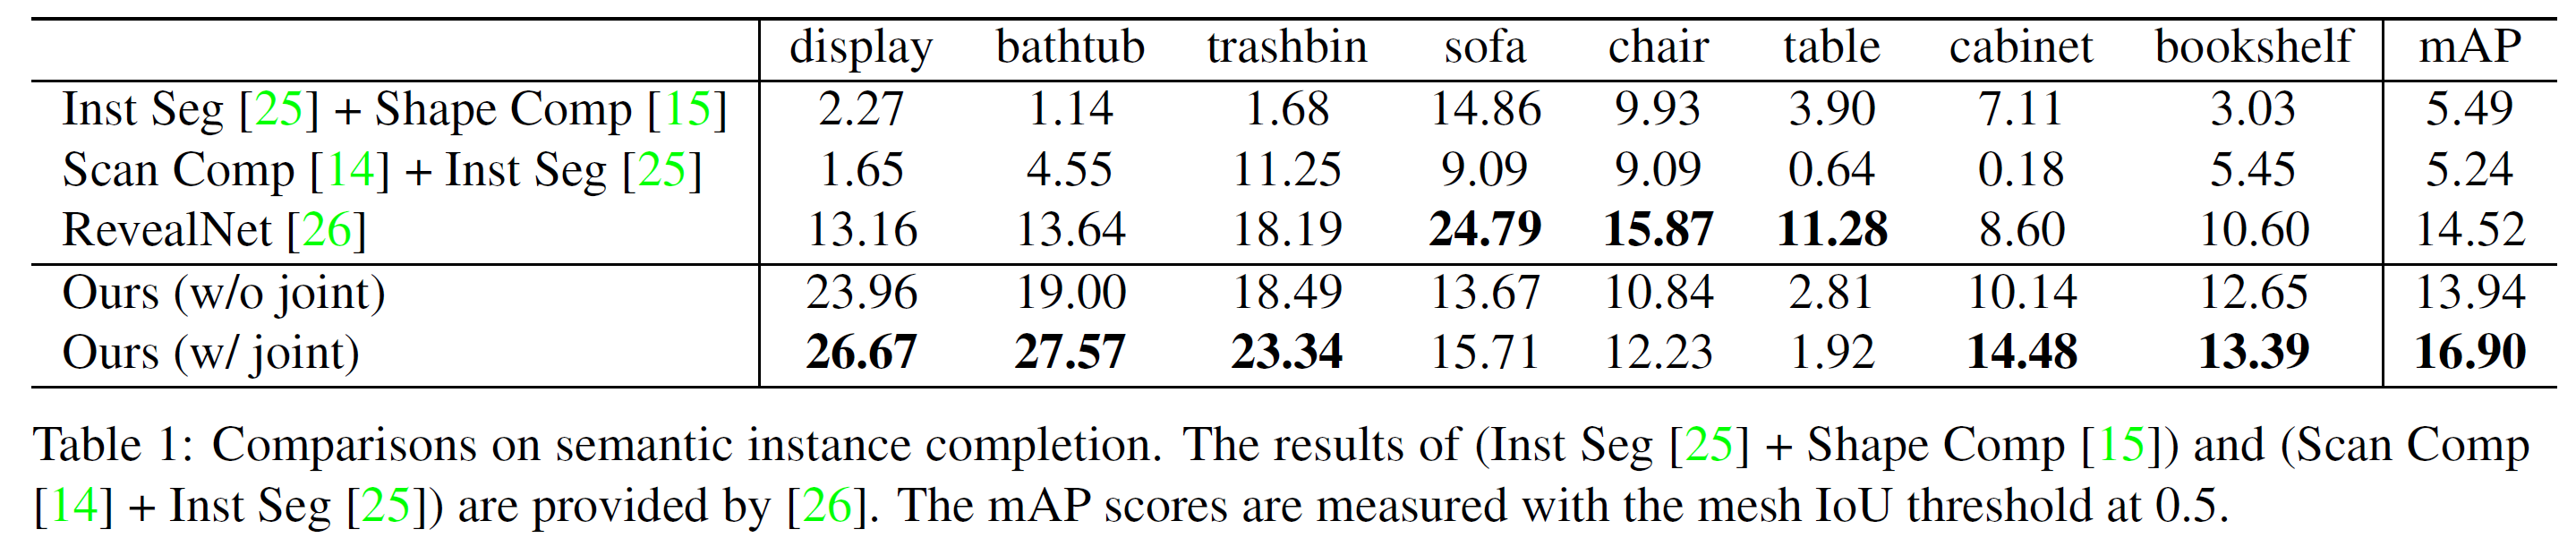 display bathtub trashbin sofa chair table cabinet bookshelf mAP
Inst Seg [25] + Shape Comp [15] 2.27 1.14 1.68 14.86 9.93 3.90 7.11 3.03 5.49
Scan Comp [14] + Inst Seg [25] 1.65 4.55 11.25 9.09 9.09 0.64 0.18 5.45 5.24
RevealNet [26] 13.16 13.64 18.19 24.79 15.87 11.28 8.60 10.60 14.52
Ours (w/o joint) 23.96 19.00 18.49 13.67 10.84 2.81 10.14 12.65 13.94
Ours (w/ joint) 26.67 27.57 23.34 15.71 12.23 1.92 14.48 13.39 16.90
Table 1: Comparisons on semantic instance completion. The results of (Inst Seg [25] + Shape Comp [15]) and (Scan Comp
[14] + Inst Seg [25]) are provided by [26]. The mAP scores are measured with the mesh IoU threshold at 0.5.